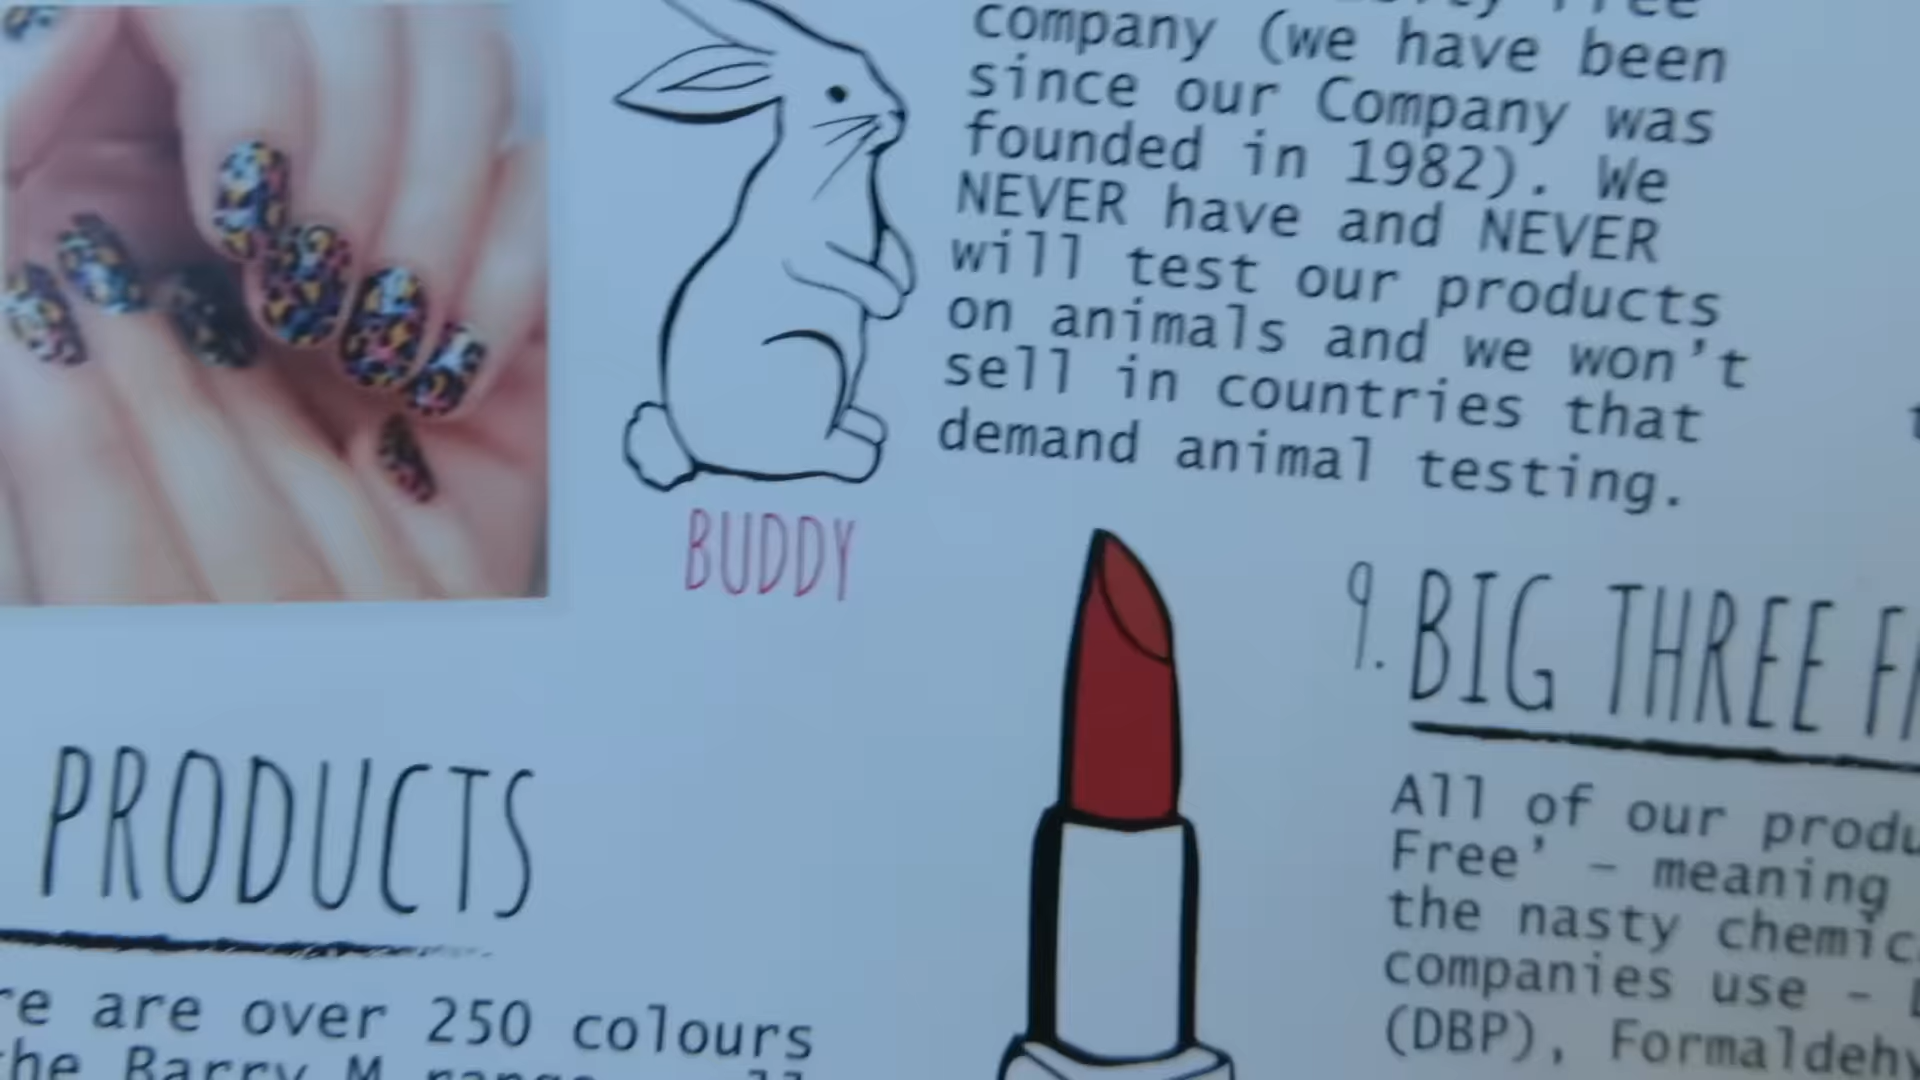 company (we have been
since our Company was
founded in 1982). We
NEVER have and NEVER
will test our products
on animals and we won't
sell in countries that
demand animal testing.
BUDDY
9. BIG THREE
All of our
Free' – meaning
the nasty
companies use –
(DBP),
PRODUCTS
are over 250 colours
Barry M